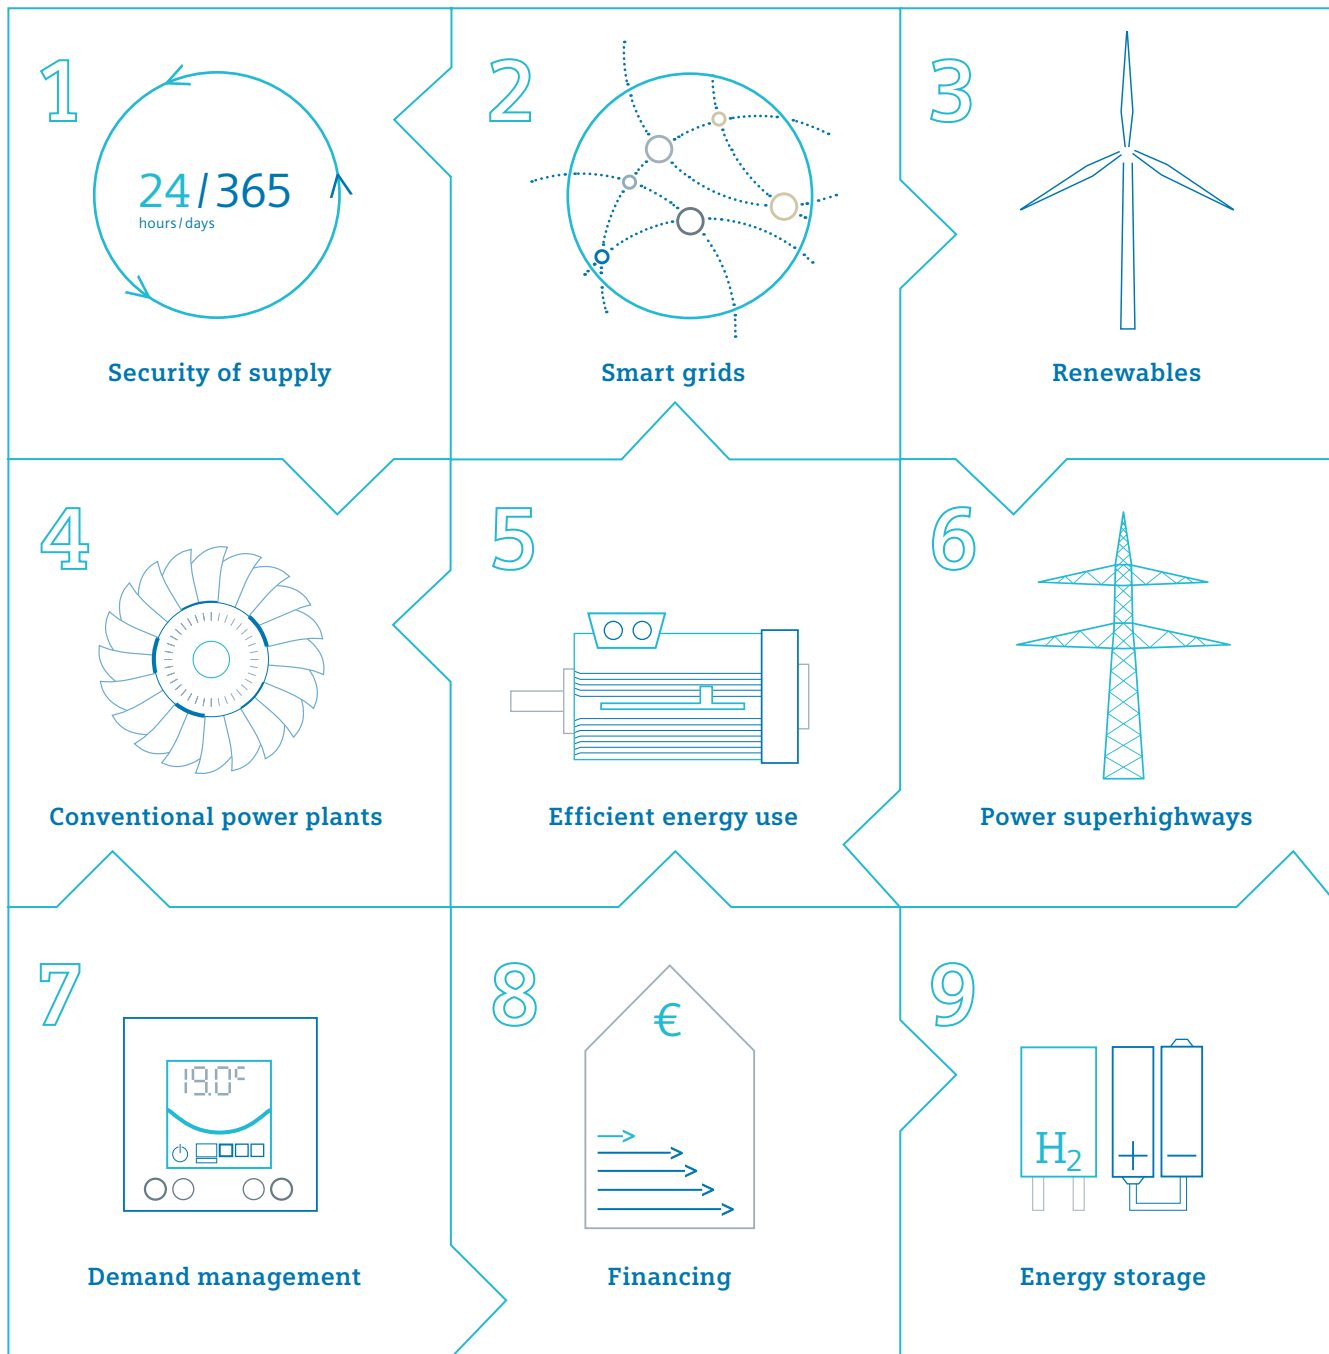 1
24/365
hours/days
Security of supply
2
Smart grids
3
Renewables
4
Conventional power plants
5
Efficient energy use
6
Power superhighways
7
19.0°C
Demand management
8
€
Financing
9
H₂
+ −
Energy storage